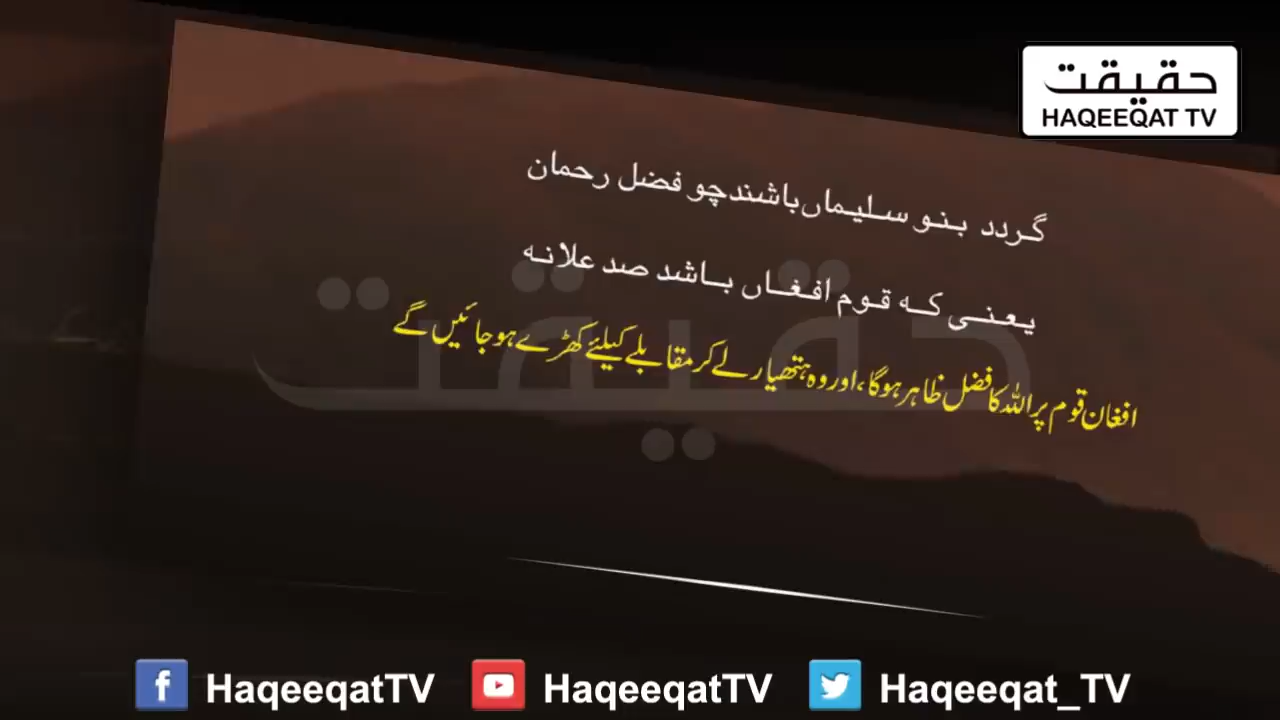 حقیقت
HAQEEQAT TV
گردد بنو سلیماں باشند چو فضل رحمان
یعنی کہ قوم افغاں باشد صد علانہ
افغان قوم پر اللہ کا فضل ظاہر ہوگا، اور وہ ہتھیار لے کر مقابلے کیلئے کھڑے ہو جائیں گے
حقیقت
HaqeeqatTV HaqeeqatTV Haqeeqat_TV